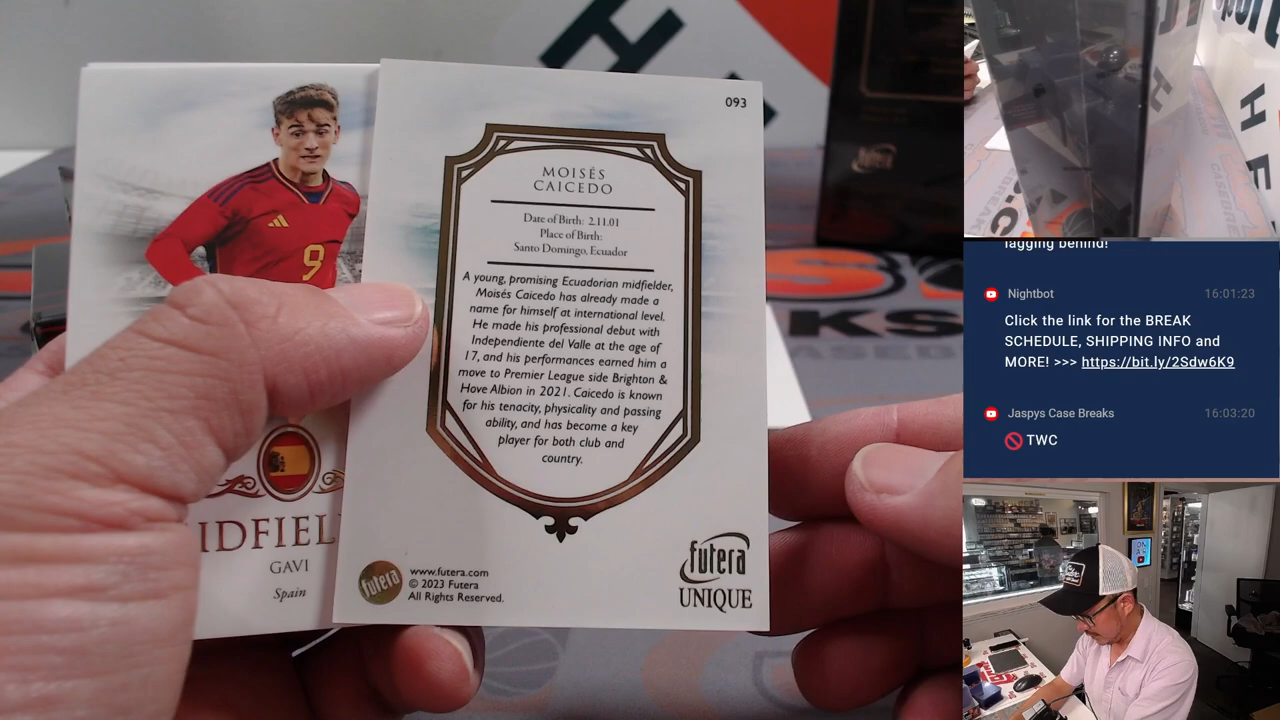 093
MOISÉS
CAICEDO
Date of Birth: 2.11.01
Place of Birth:
Santo Domingo, Ecuador
A young, promising Ecuadorian midfielder,
Moisés Caicedo has already made a
name for himself at international level.
He made his professional debut with
Independiente del Valle at the age of
17, and his performances earned him a
move to Premier League side Brighton &
Hove Albion in 2021. Caicedo is known
for his tenacity, physicality and passing
ability, and has become a key
player for both club and
country.
futera
www.futera.com
© 2023 Futera
All Rights Reserved.
futera
UNIQUE
9
IDFIEL
GAVI
Spain
futera
lagging behind!
Nightbot 16:01:23
Click the link for the BREAK
SCHEDULE, SHIPPING INFO and
MORE! >>> https://bit.ly/2Sdw6K9
Jaspys Case Breaks 16:03:20
🚫 TWC